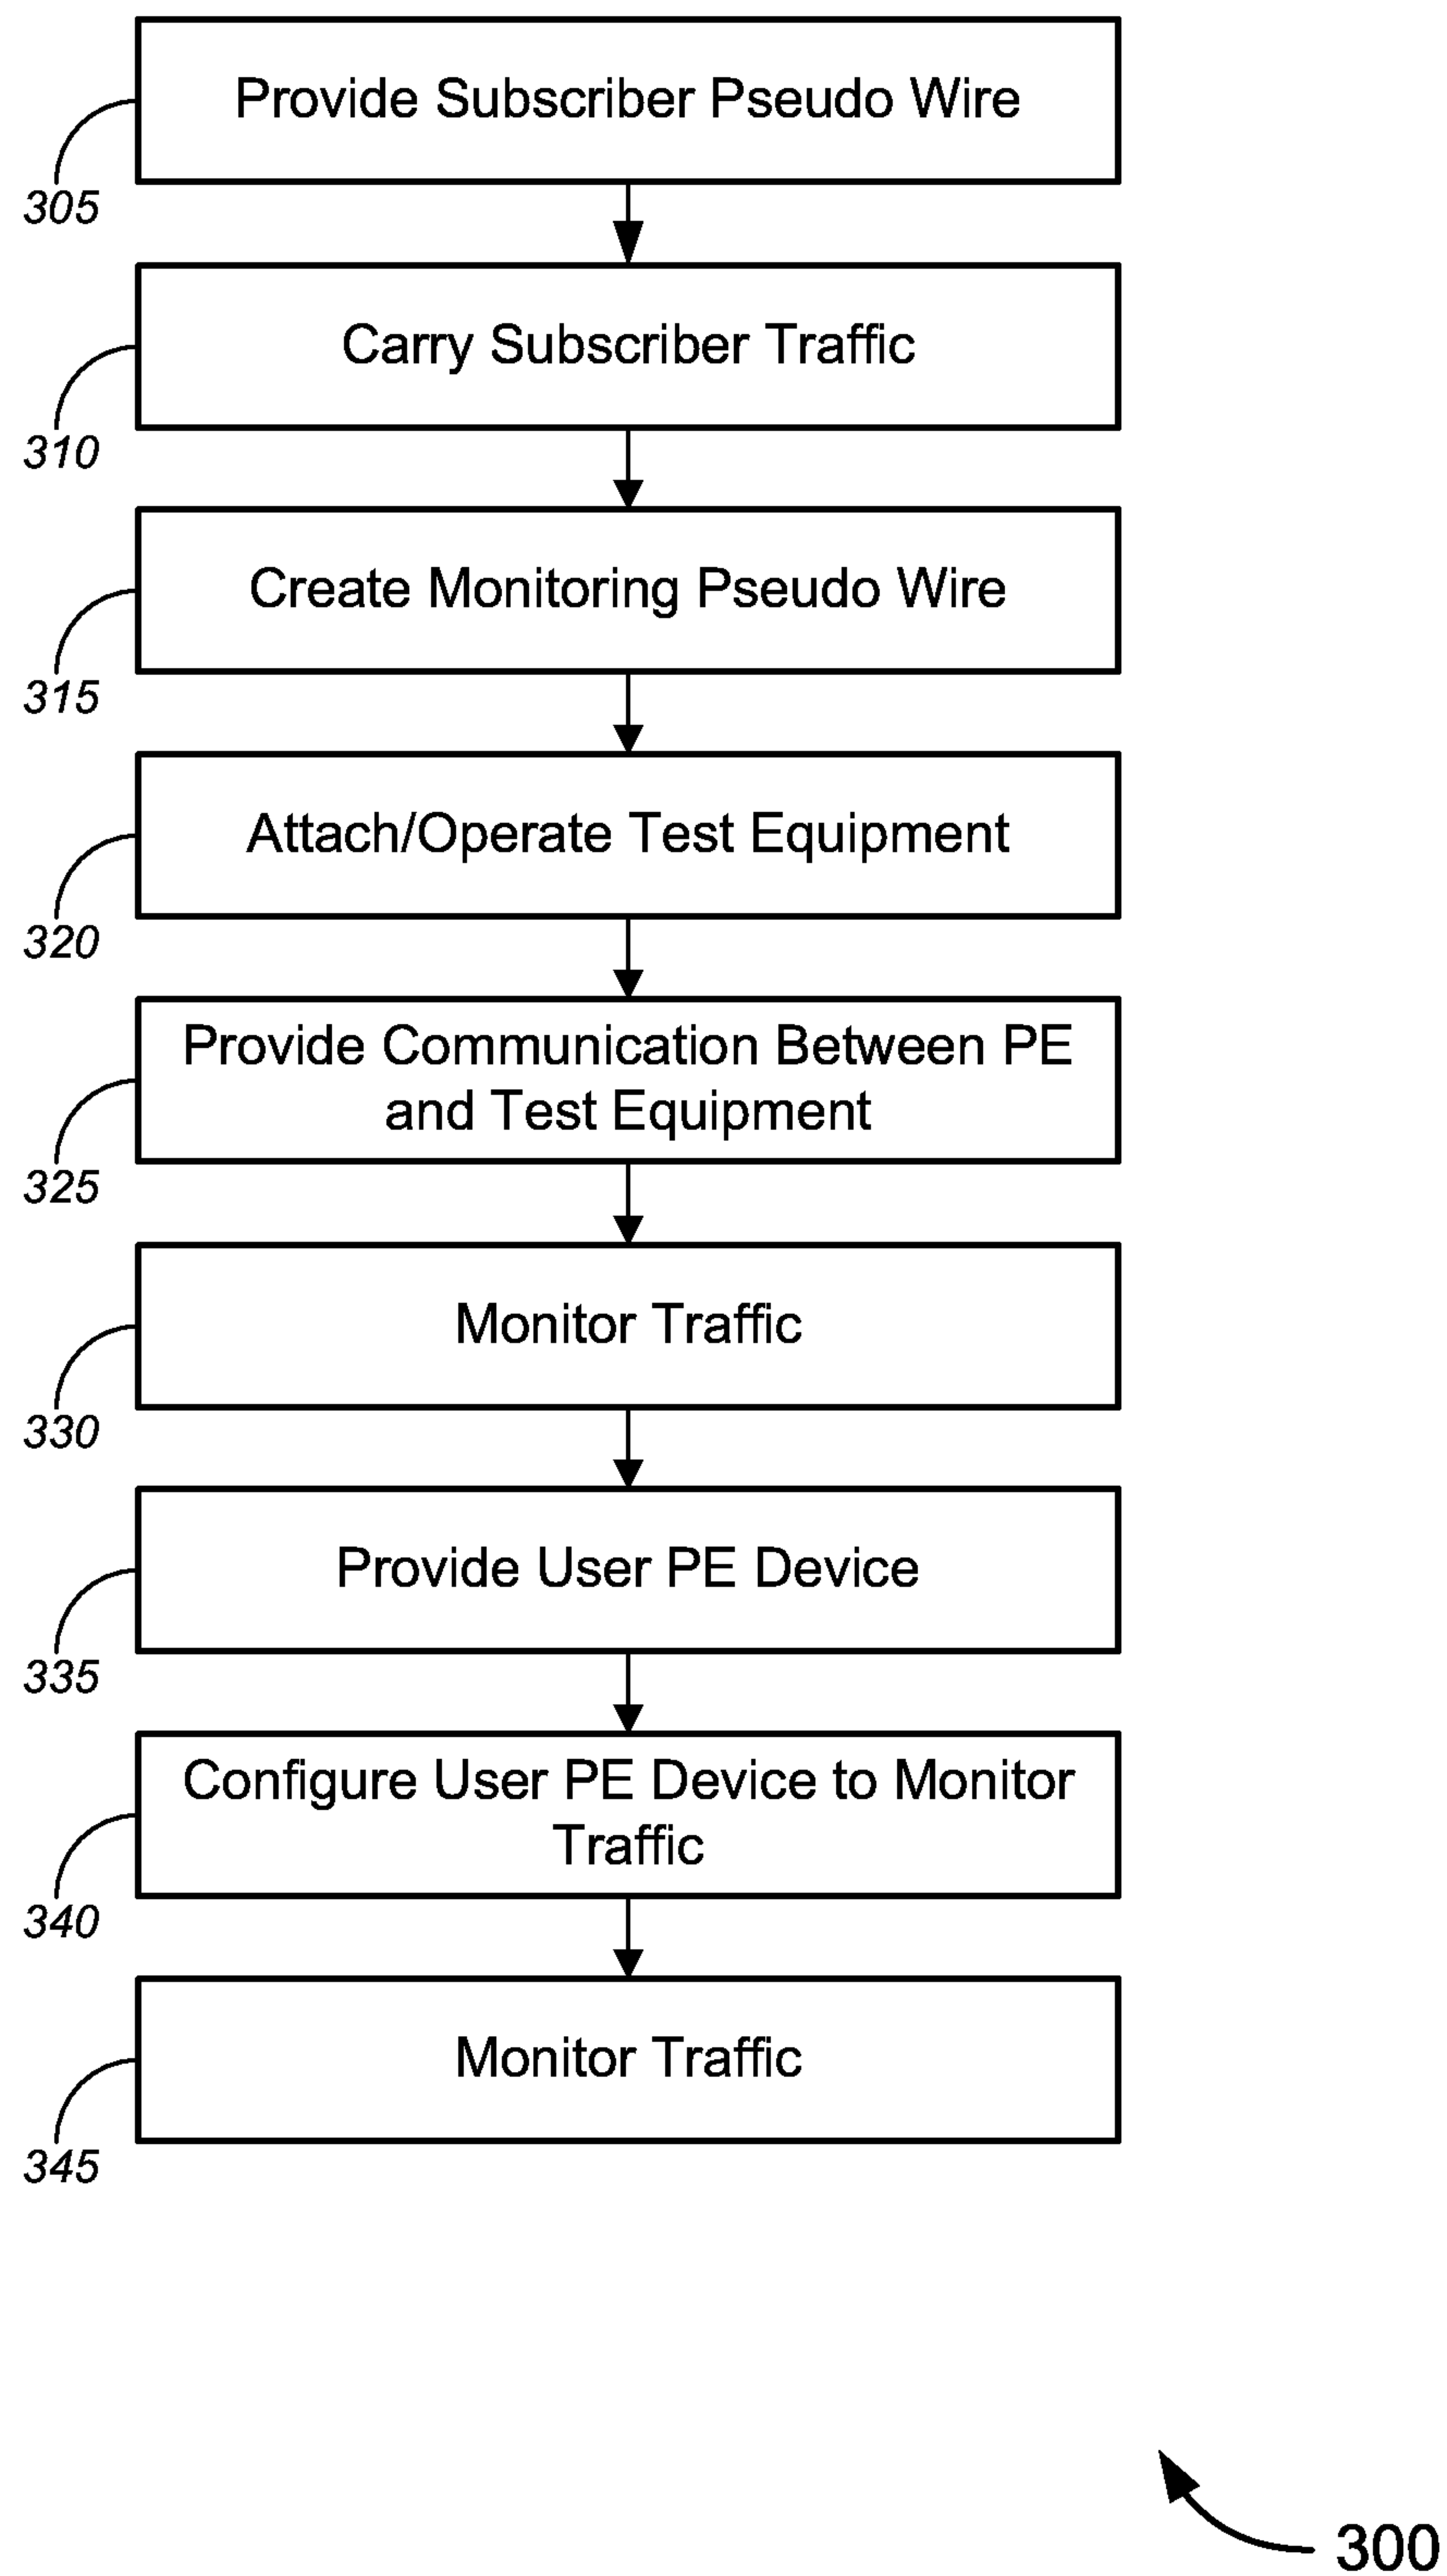 Provide Subscriber Pseudo Wire
305
Carry Subscriber Traffic
310
Create Monitoring Pseudo Wire
315
Attach/Operate Test Equipment
320
Provide Communication Between PE
and Test Equipment
325
Monitor Traffic
330
Provide User PE Device
335
Configure User PE Device to Monitor
Traffic
340
Monitor Traffic
345
300